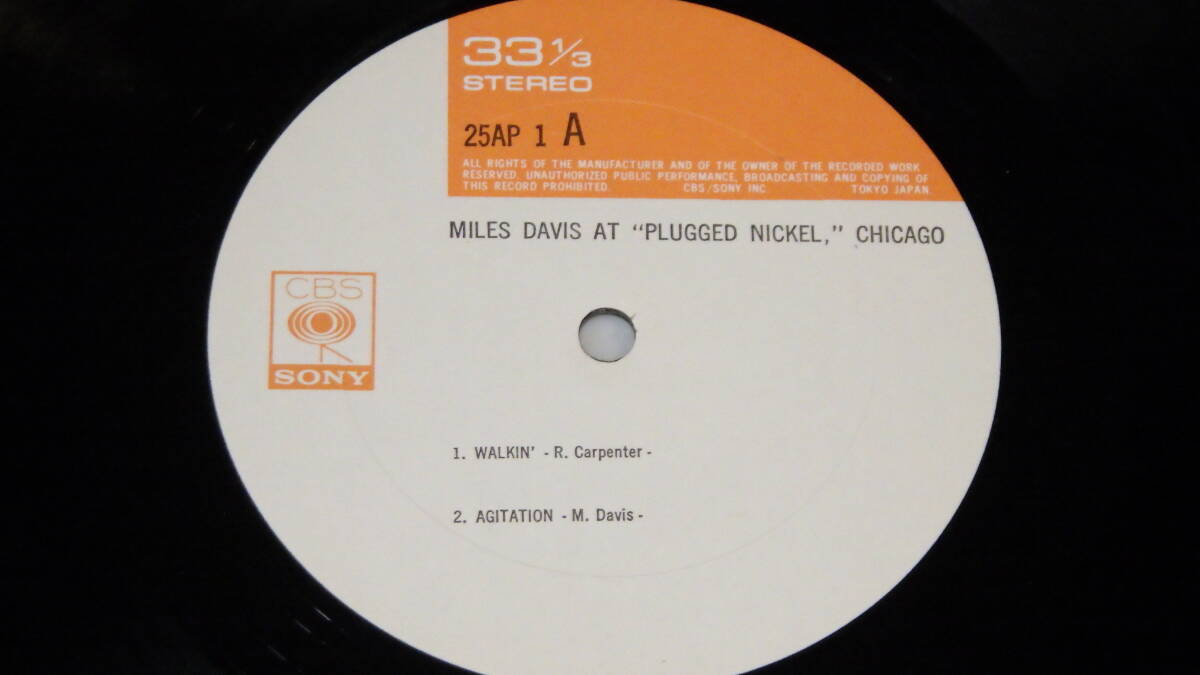 33 1/3
STEREO
25AP 1 A
ALL RIGHTS OF THE MANUFACTURER AND OF THE OWNER OF THE RECORDED WORK
RESERVED. UNAUTHORIZED PUBLIC PERFORMANCE, BROADCASTING AND COPYING OF
THIS RECORD PROHIBITED. CBS/SONY INC. TOKYO JAPAN.
MILES DAVIS AT “PLUGGED NICKEL,” CHICAGO
CBS
SONY
1. WALKIN' - R. Carpenter -
2. AGITATION - M. Davis -